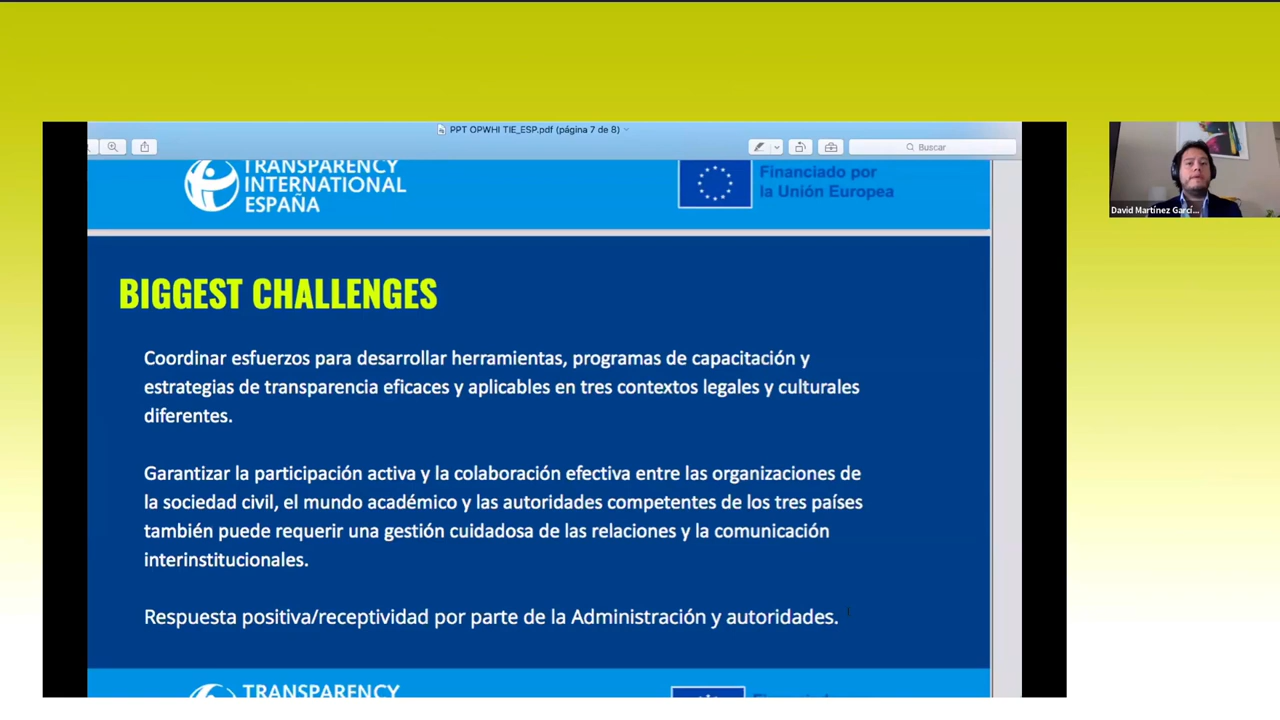 PPT OPWHI TIE_ESP.pdf (página 7 de 8)
Buscar
TRANSPARENCY
INTERNATIONAL
ESPAÑA
Financiado por
la Unión Europea
David Martínez Garcí...
BIGGEST CHALLENGES
Coordinar esfuerzos para desarrollar herramientas, programas de capacitación y
estrategias de transparencia eficaces y aplicables en tres contextos legales y culturales
diferentes.
Garantizar la participación activa y la colaboración efectiva entre las organizaciones de
la sociedad civil, el mundo académico y las autoridades competentes de los tres países
también puede requerir una gestión cuidadosa de las relaciones y la comunicación
interinstitucionales.
Respuesta positiva/receptividad por parte de la Administración y autoridades.
TRANSPARENCY